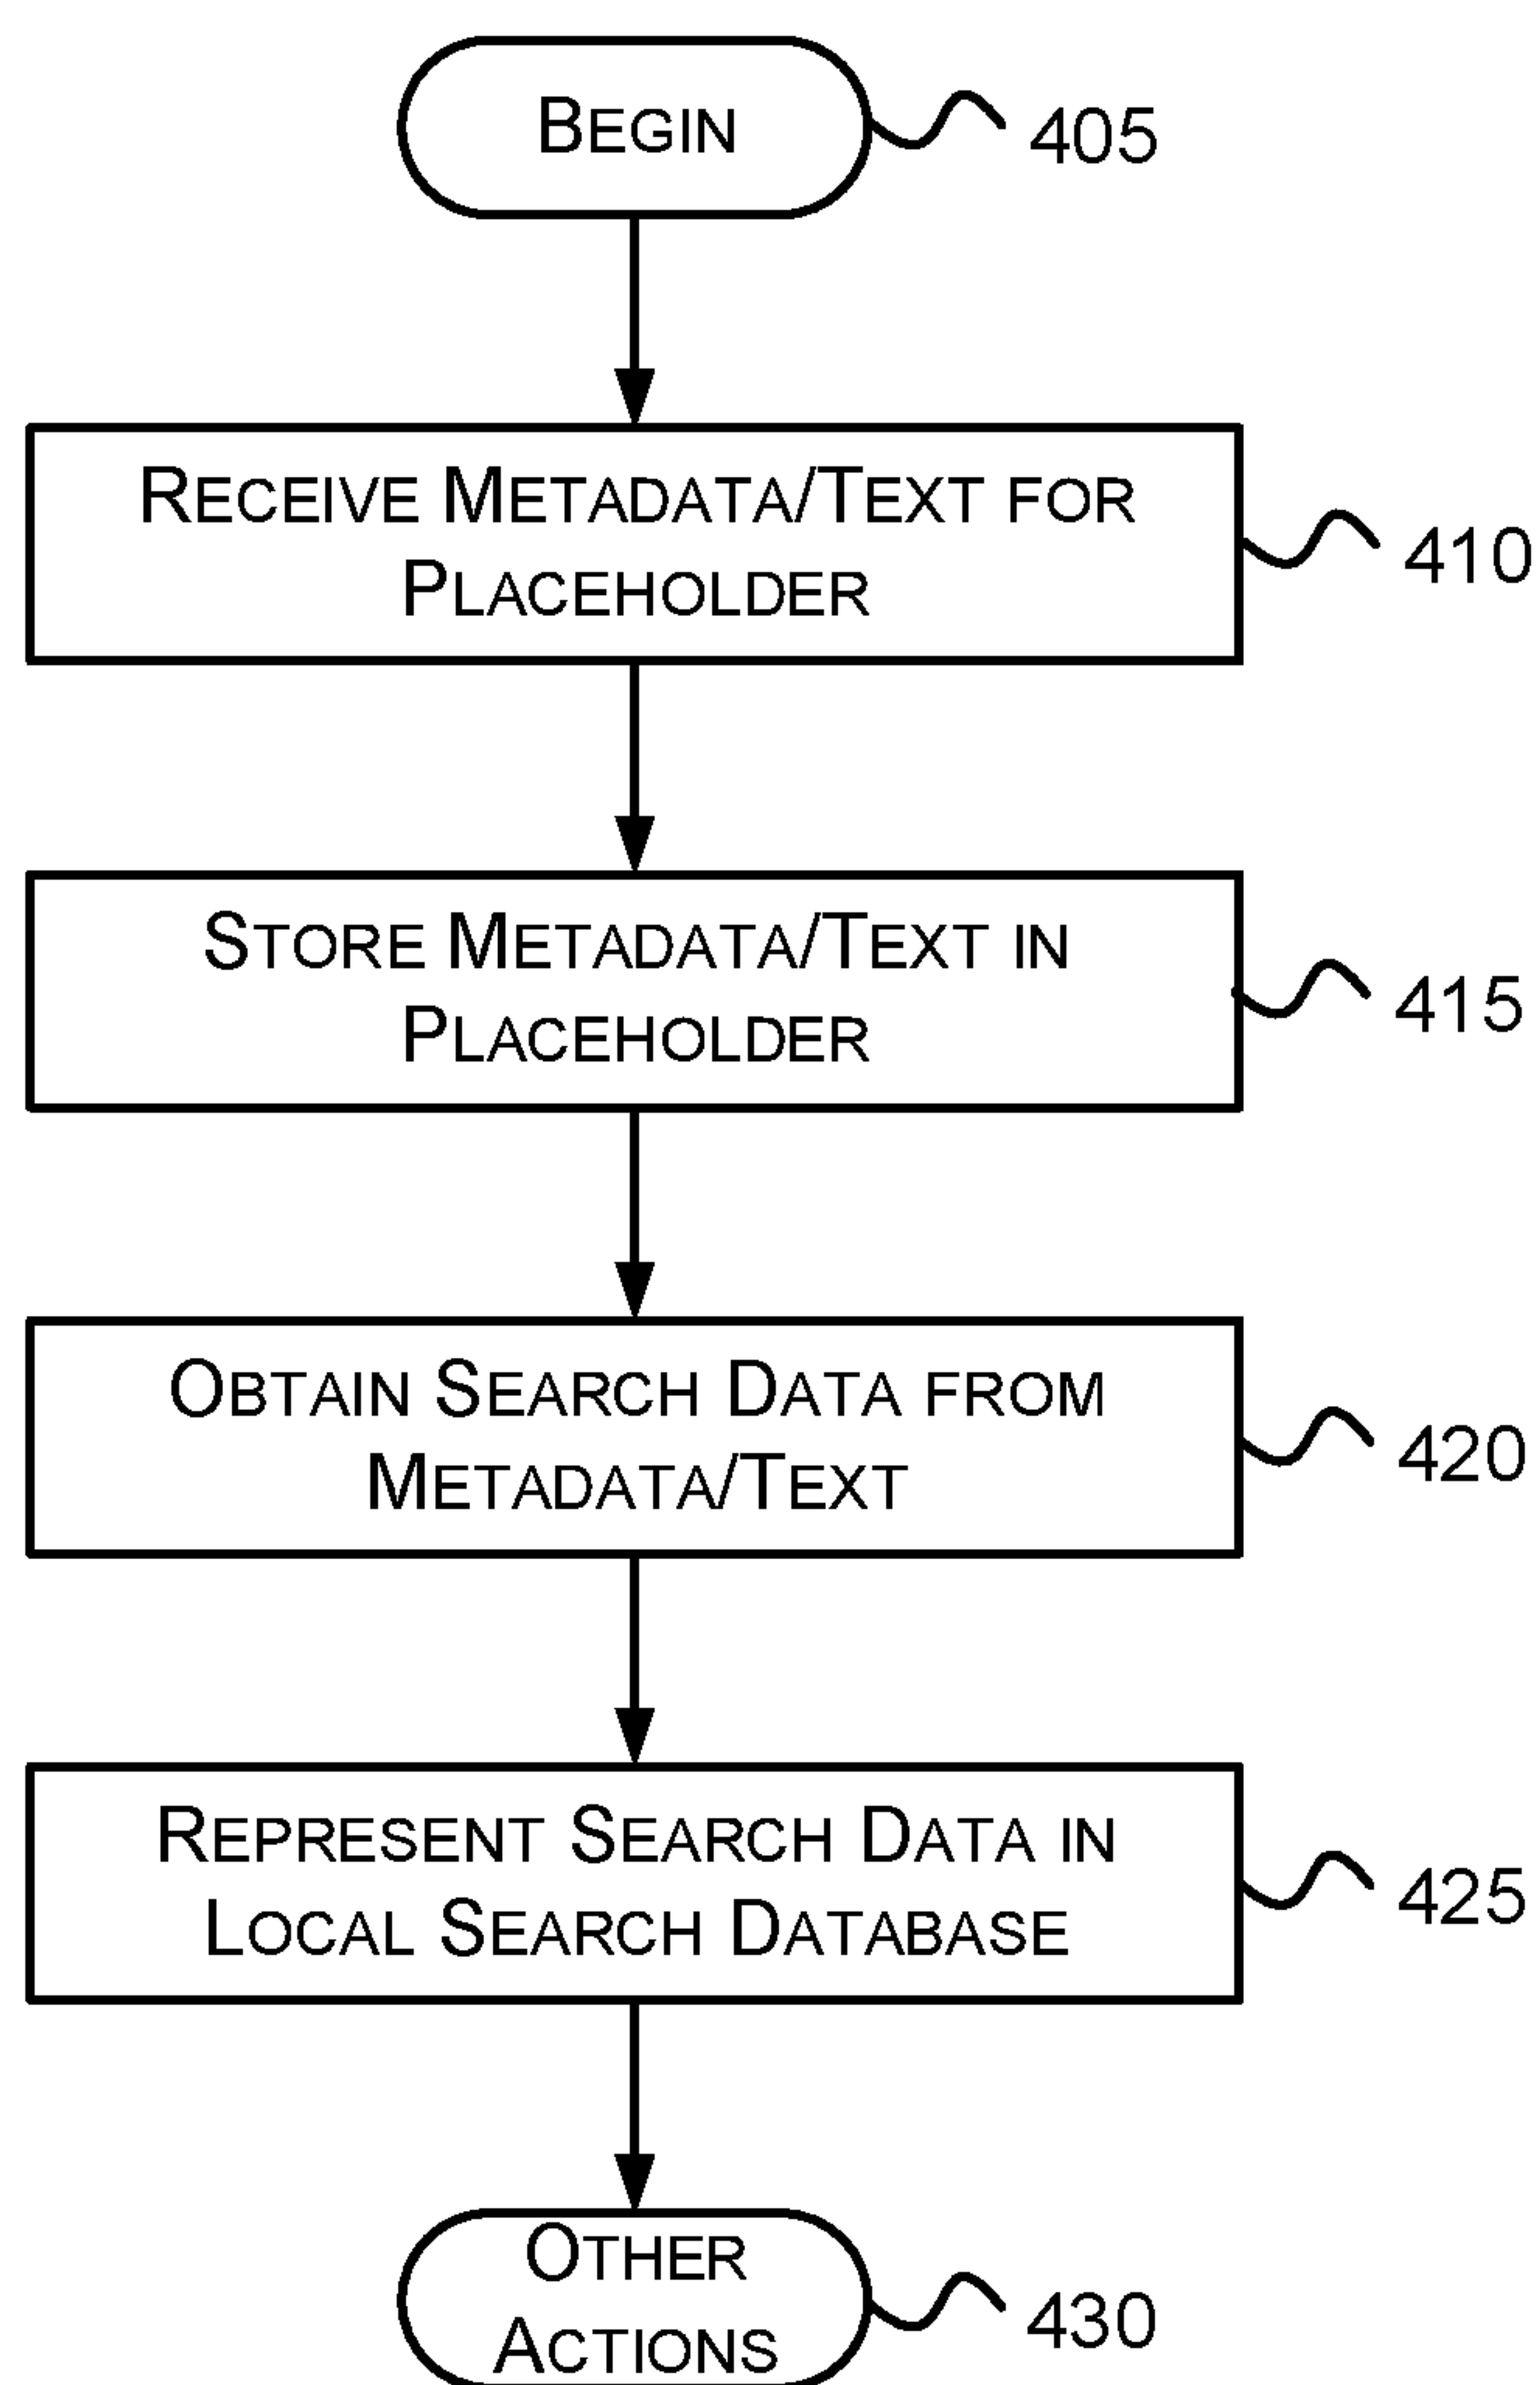 BEGIN
405
RECEIVE METADATA/TEXT FOR
PLACEHOLDER
410
STORE METADATA/TEXT IN
PLACEHOLDER
415
OBTAIN SEARCH DATA FROM
METADATA/TEXT
420
REPRESENT SEARCH DATA IN
LOCAL SEARCH DATABASE
425
OTHER
ACTIONS
430